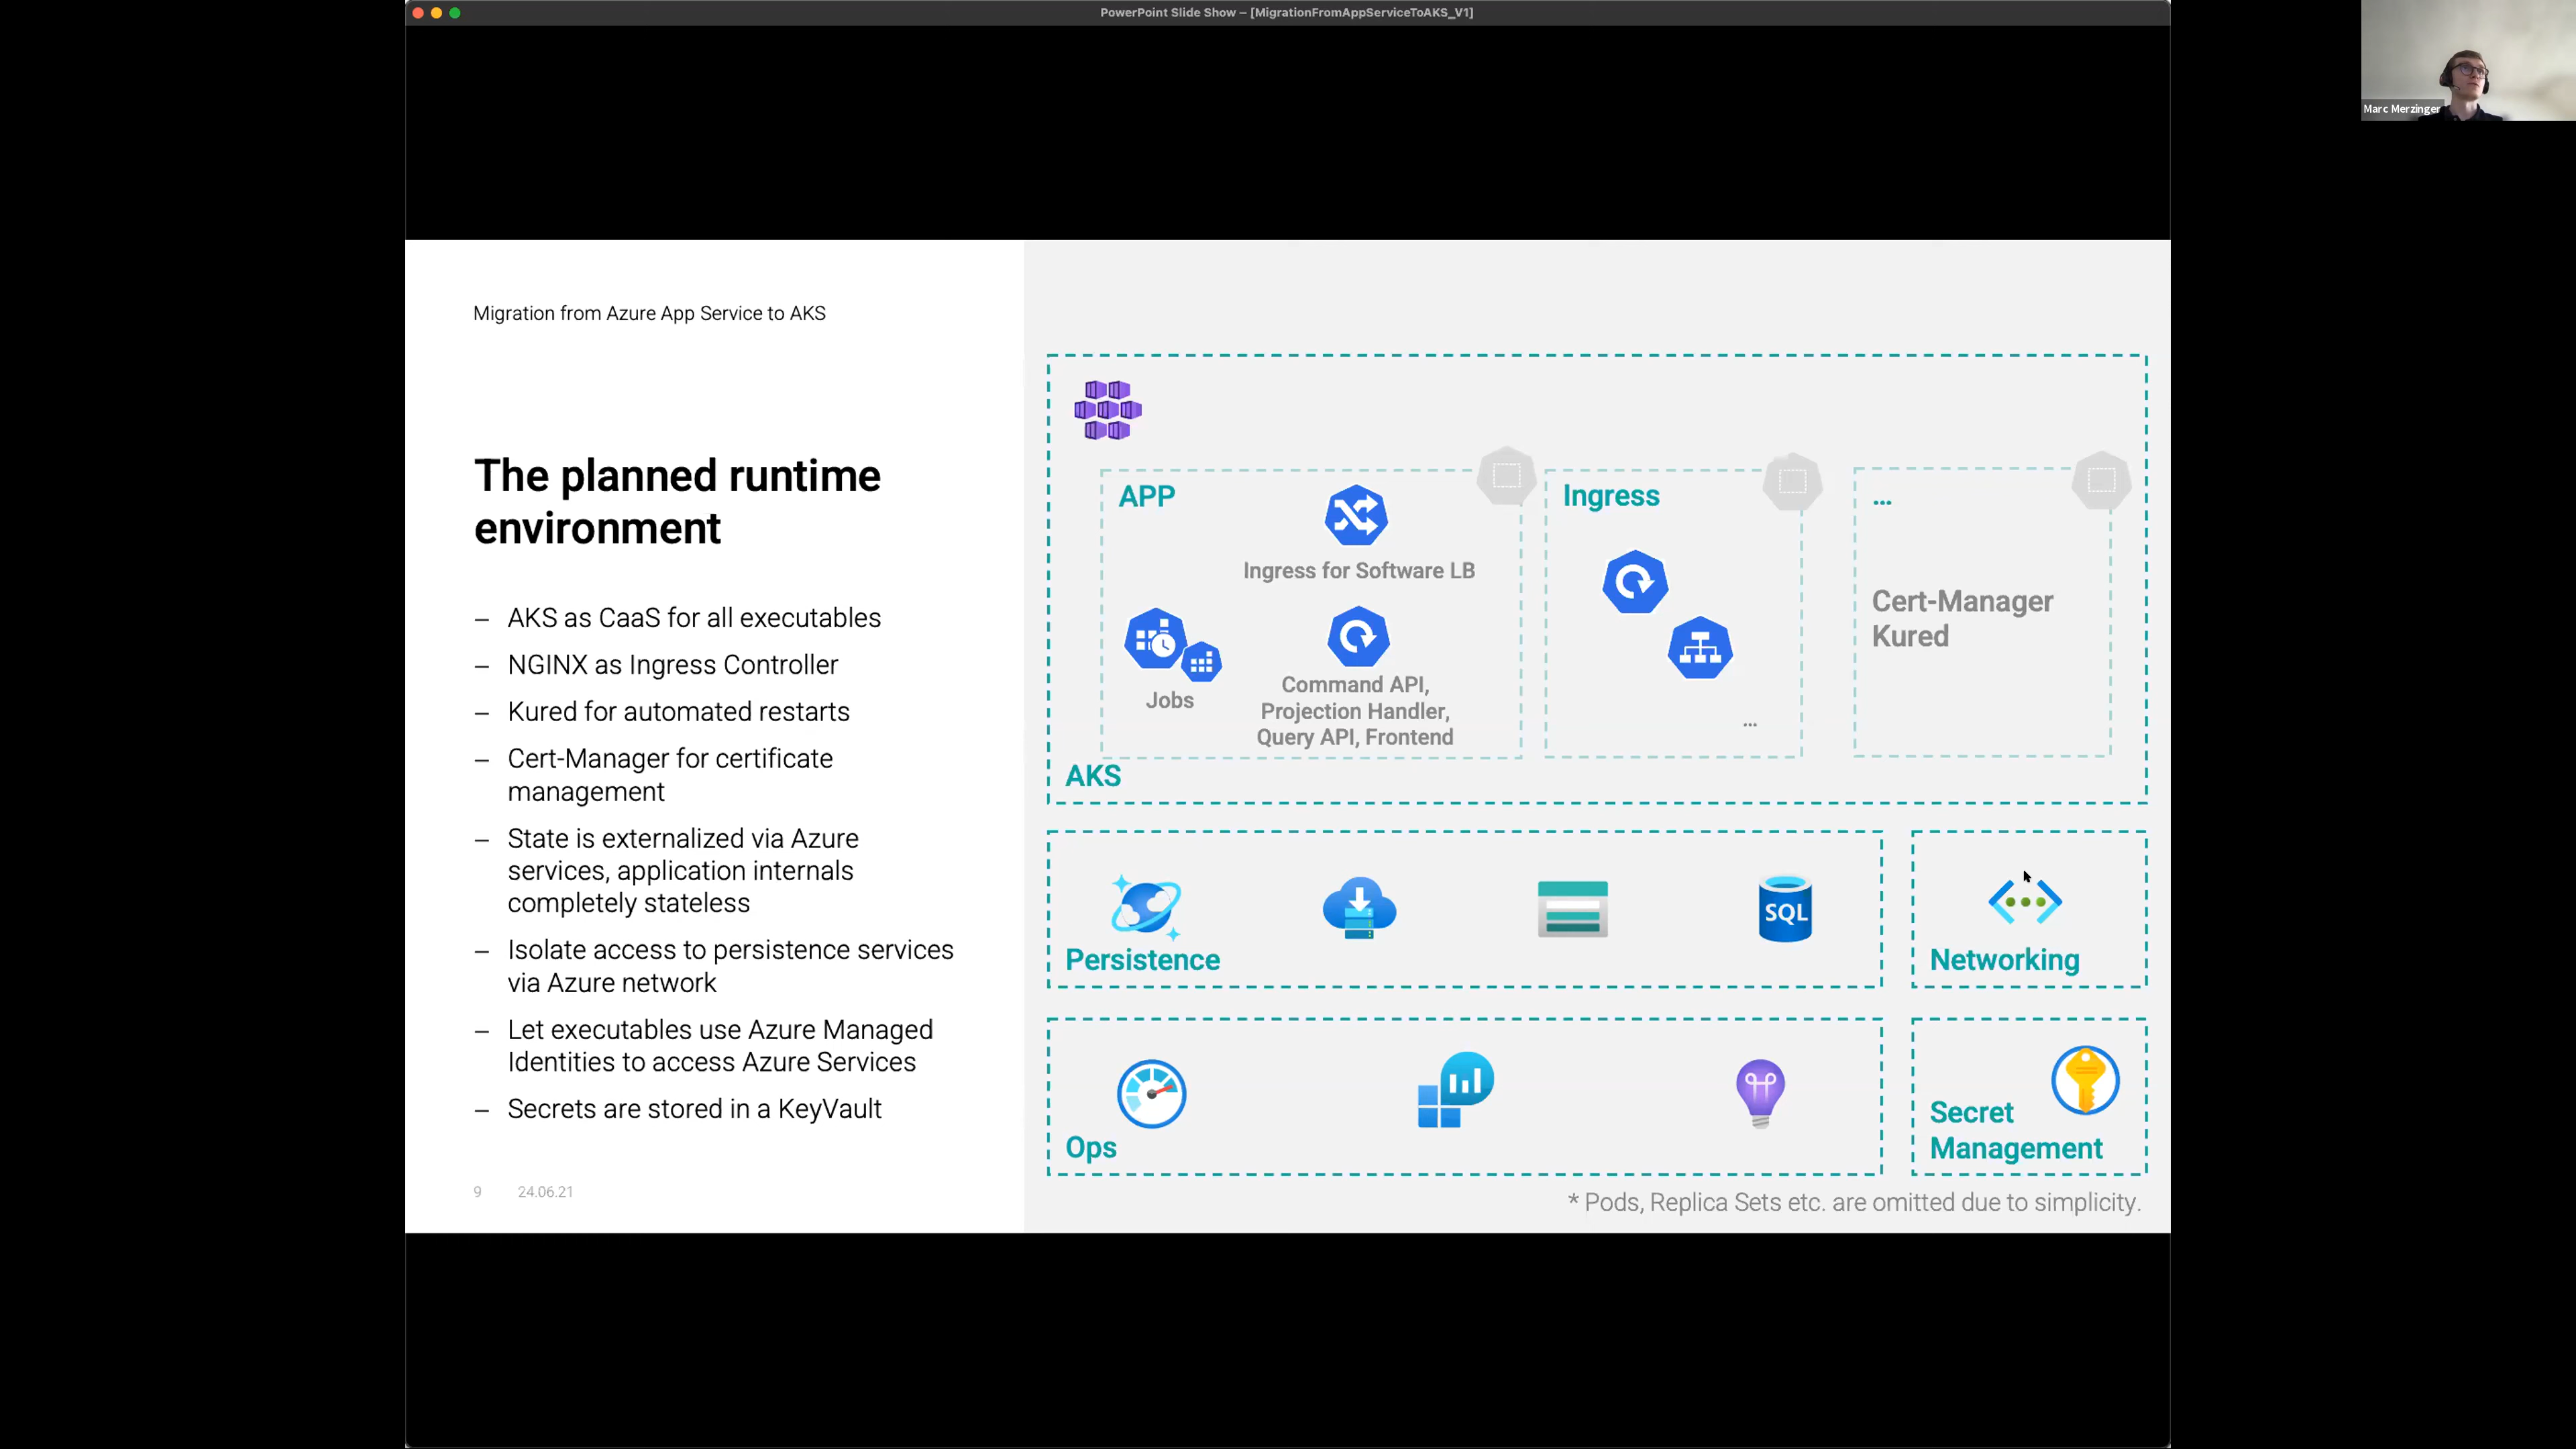 PowerPoint Slide Show – [MigrationFromAppServiceToAKS_V1]
Marc Merzinger
Migration from Azure App Service to AKS
The planned runtime
environment
– AKS as CaaS for all executables
– NGINX as Ingress Controller
– Kured for automated restarts
– Cert-Manager for certificate
management
– State is externalized via Azure
services, application internals
completely stateless
– Isolate access to persistence services
via Azure network
– Let executables use Azure Managed
Identities to access Azure Services
– Secrets are stored in a KeyVault
9 24.06.21
APP
Ingress for Software LB
Jobs
Command API,
Projection Handler,
Query API, Frontend
Ingress
...
...
Cert-Manager
Kured
AKS
SQL
Persistence
Networking
Ops
Secret
Management
* Pods, Replica Sets etc. are omitted due to simplicity.